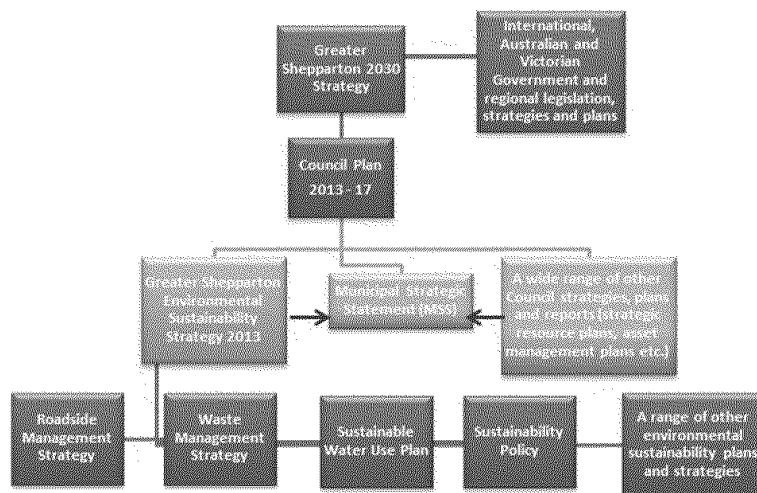 Greater
Shepparton 2030
Strategy
International,
Australian and
Victorian
Government and
regional legislation,
strategies and plans
Council Plan
2013 - 17
Greater Shepparton
Environmental
Sustainability
Strategy 2013
Municipal Strategic
Statement (MSS)
A wide range of other
Council strategies, plans
and reports (strategic
resource plans, asset
management plans etc.)
Roadside
Management
Strategy
Waste
Management
Strategy
Sustainable
Water Use Plan
Sustainability
Policy
A range of other
environmental
sustainability plans
and strategies